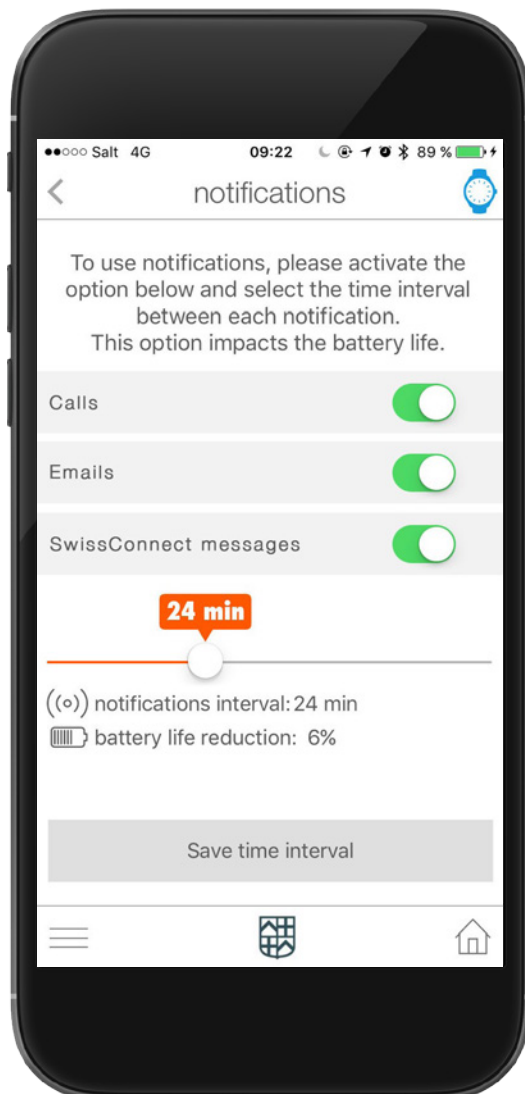 Salt 4G 09:22 89 %
notifications
To use notifications, please activate the
option below and select the time interval
between each notification.
This option impacts the battery life.
Calls
Emails
SwissConnect messages
24 min
notifications interval: 24 min
battery life reduction: 6%
Save time interval